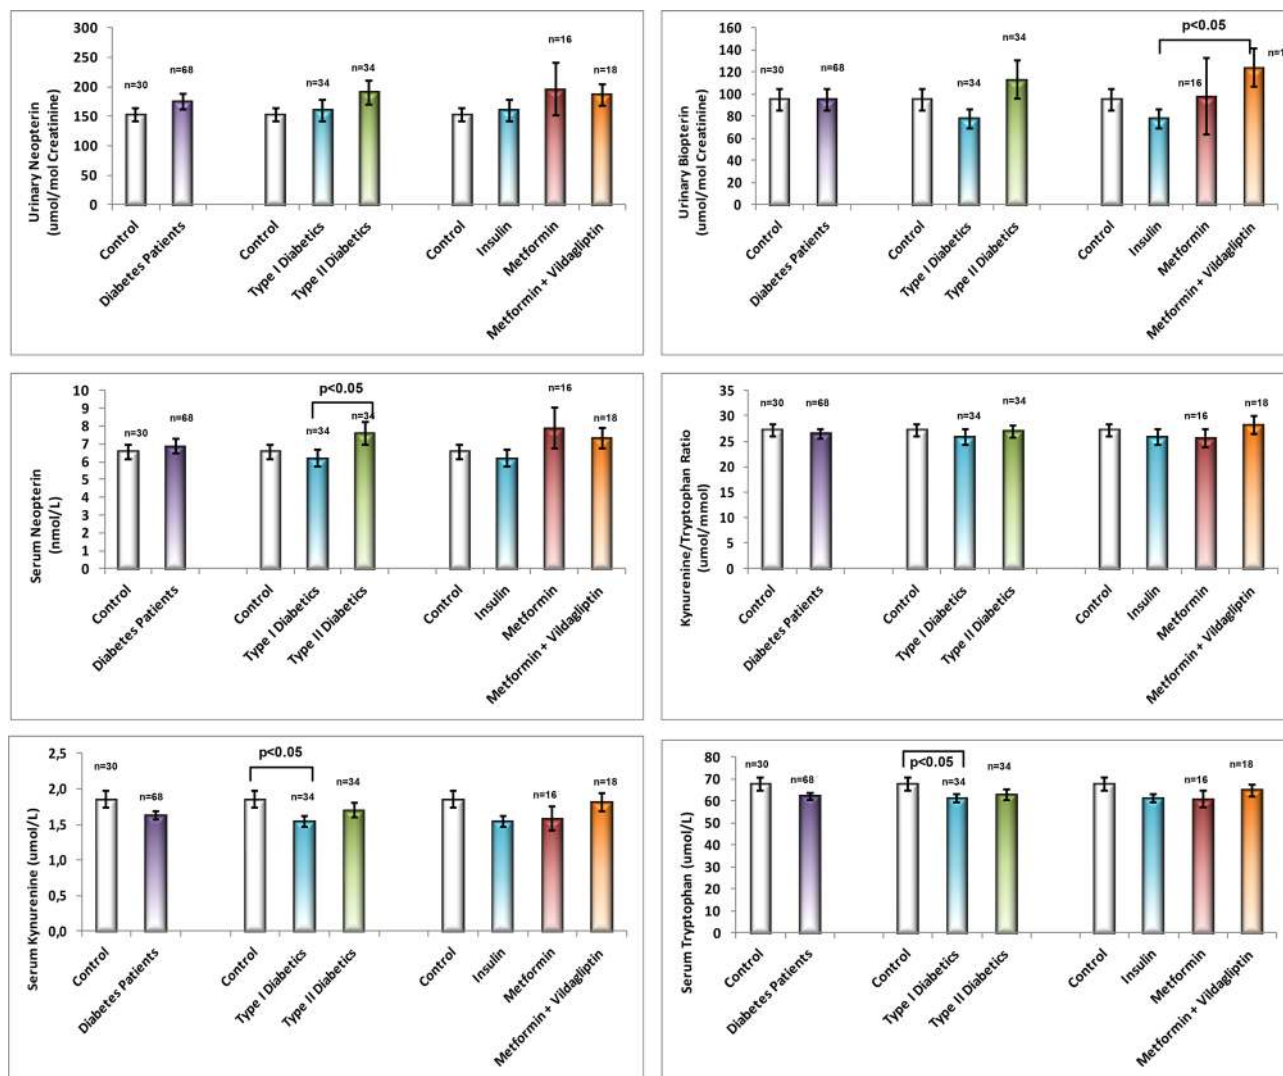 Urinary Neopterin
(umol/mol Creatinine)
300
250
200
150
100
50
0
n=30
n=68
n=34
n=34
n=16
n=18
Control
Diabetes Patients
Control
Type I Diabetics
Type II Diabetics
Control
Insulin
Metformin
Metformin + Vildagliptin
Urinary Biopterin
(umol/mol Creatinine)
160
140
120
100
80
60
40
20
0
n=30
n=68
n=34
n=34
p<0.05
n=16
Control
Diabetes Patients
Control
Type I Diabetics
Type II Diabetics
Control
Insulin
Metformin
Metformin + Vildagliptin
Serum Neopterin
(nmol/L)
10
9
8
7
6
5
4
3
2
1
0
n=30
n=68
p<0.05
n=34
n=34
n=16
n=18
Control
Diabetes Patients
Control
Type I Diabetics
Type II Diabetics
Control
Insulin
Metformin
Metformin + Vildagliptin
Kynurenine/Tryptophan Ratio
(umol/mmol)
35
30
25
20
15
10
5
0
n=30
n=68
n=34
n=34
n=16
n=18
Control
Diabetes Patients
Control
Type I Diabetics
Type II Diabetics
Control
Insulin
Metformin
Metformin + Vildagliptin
Serum Kynurenine (umol/L)
2,5
2,0
1,5
1,0
0,5
0,0
n=30
n=68
p<0.05
n=34
n=34
n=16
n=18
Control
Diabetes Patients
Control
Type I Diabetics
Type II Diabetics
Control
Insulin
Metformin
Metformin + Vildagliptin
Serum Tryptophan (umol/L)
80
70
60
50
40
30
20
10
0
n=30
n=68
p<0.05
n=34
n=34
n=16
n=18
Control
Diabetes Patients
Control
Type I Diabetics
Type II Diabetics
Control
Insulin
Metformin
Metformin + Vildagliptin